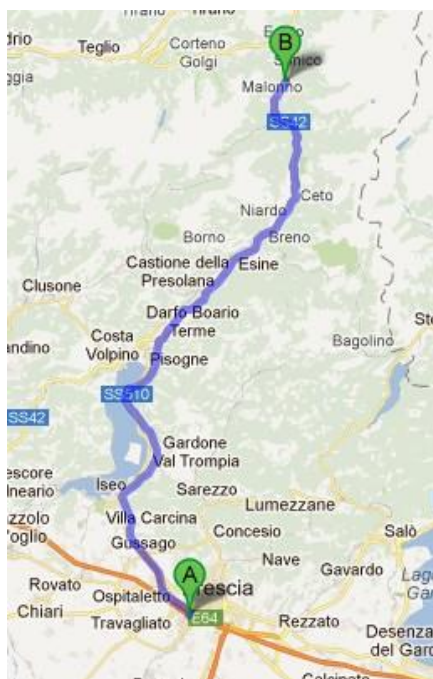 Tirano
Teglio
Corteno
Golgi
B
Malonno
SS42
Ceto
Niardo
Borno
Breno
Castione della
Presolana
Esine
Clusone
Darfo Boario
Terme
Costa
Volpino
Bagolino
Pisogne
SS510
SS42
Gardone
Val Trompia
Iseo
Sarezzo
Lumezzane
Villa Carcina
Concesio
Salò
Gussago
Nave
Gavardo
A
Rovato
Ospitaletto
Chiari
Travagliato
E64
Rezzato
Desenza
del Gard